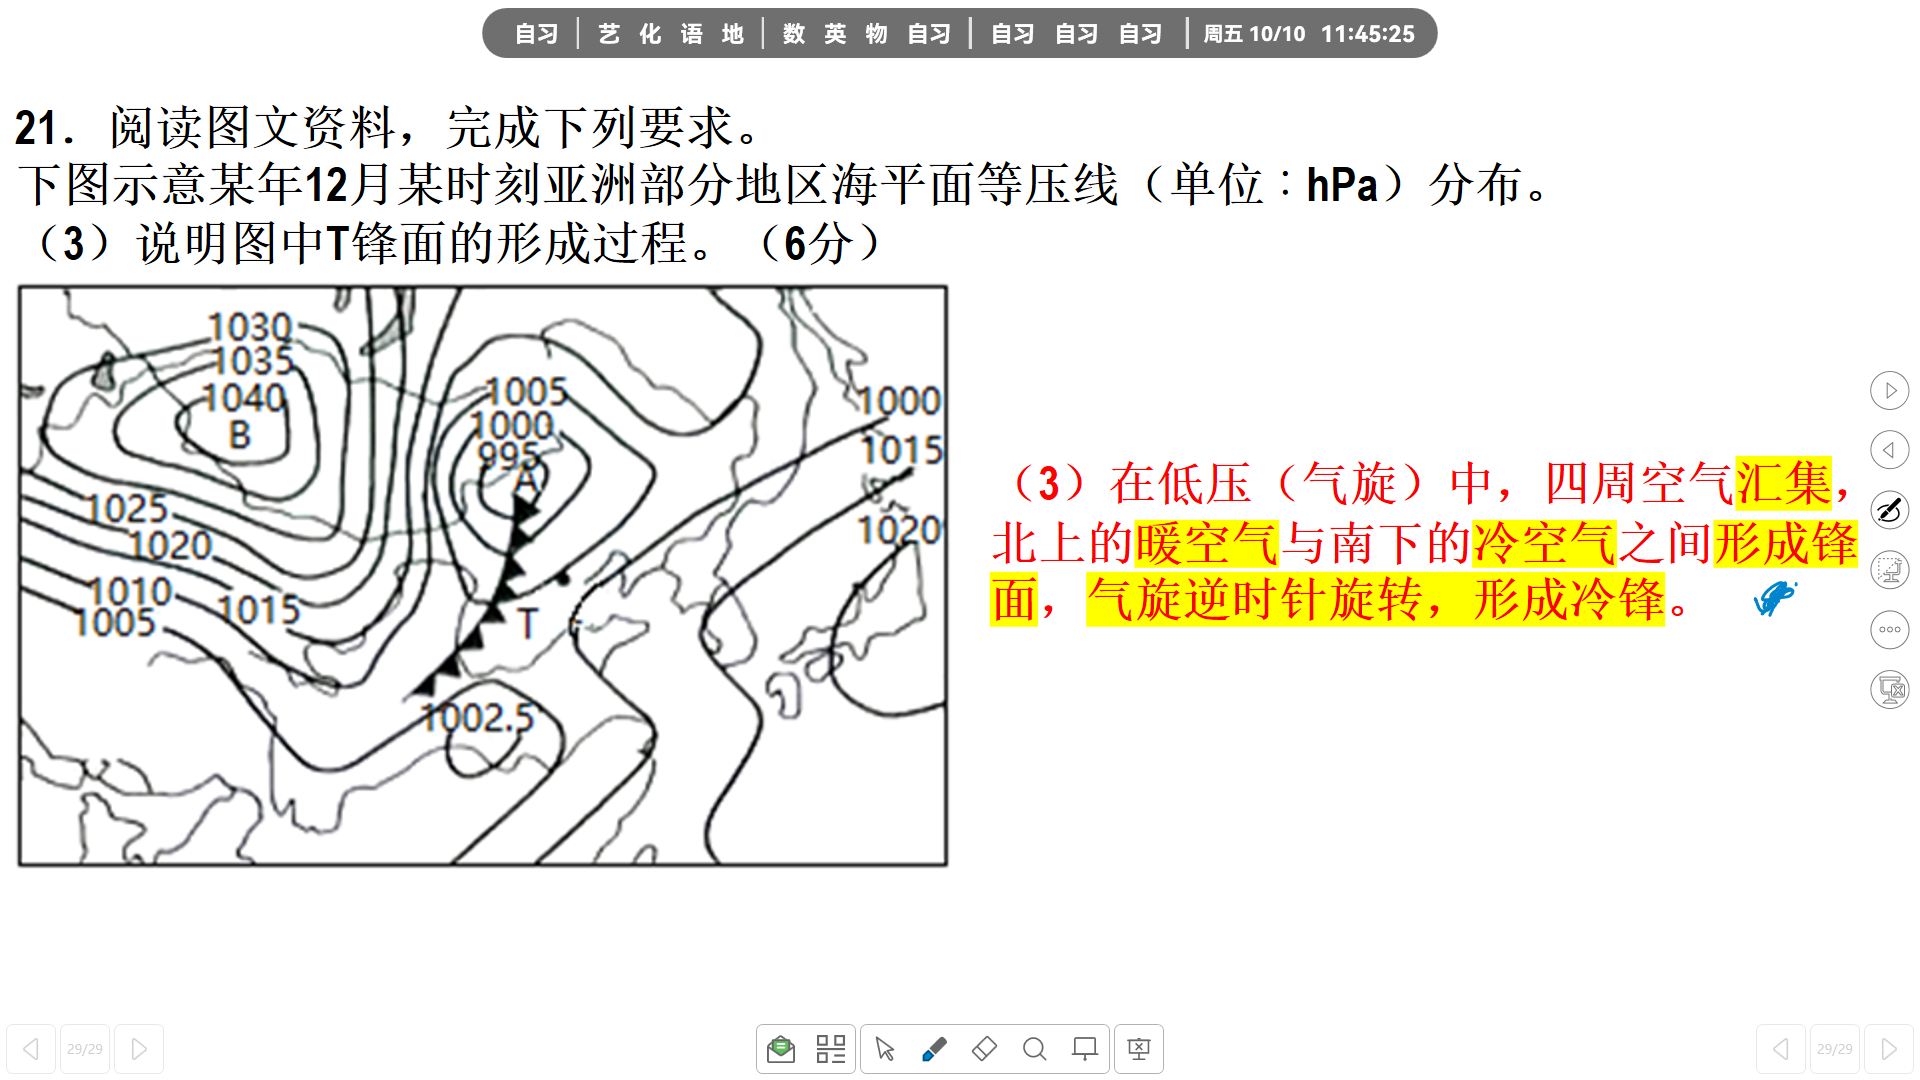 自习 | 艺 化 语 地 | 数 英 物 自习 | 自习 自习 自习 | 周五 10/10 11:45:25
21. 阅读图文资料，完成下列要求。
下图示意某年12月某时刻亚洲部分地区海平面等压线（单位：hPa）分布。
（3）说明图中T锋面的形成过程。（6分）
1030
1035
1040
B
1005
1000
995
A
1000
1015
1020
1025
1020
1010
1015
1005
T
1002.5
（3）在低压（气旋）中，四周空气汇集，
北上的暖空气与南下的冷空气之间形成锋
面，气旋逆时针旋转，形成冷锋。
29/29
29/29